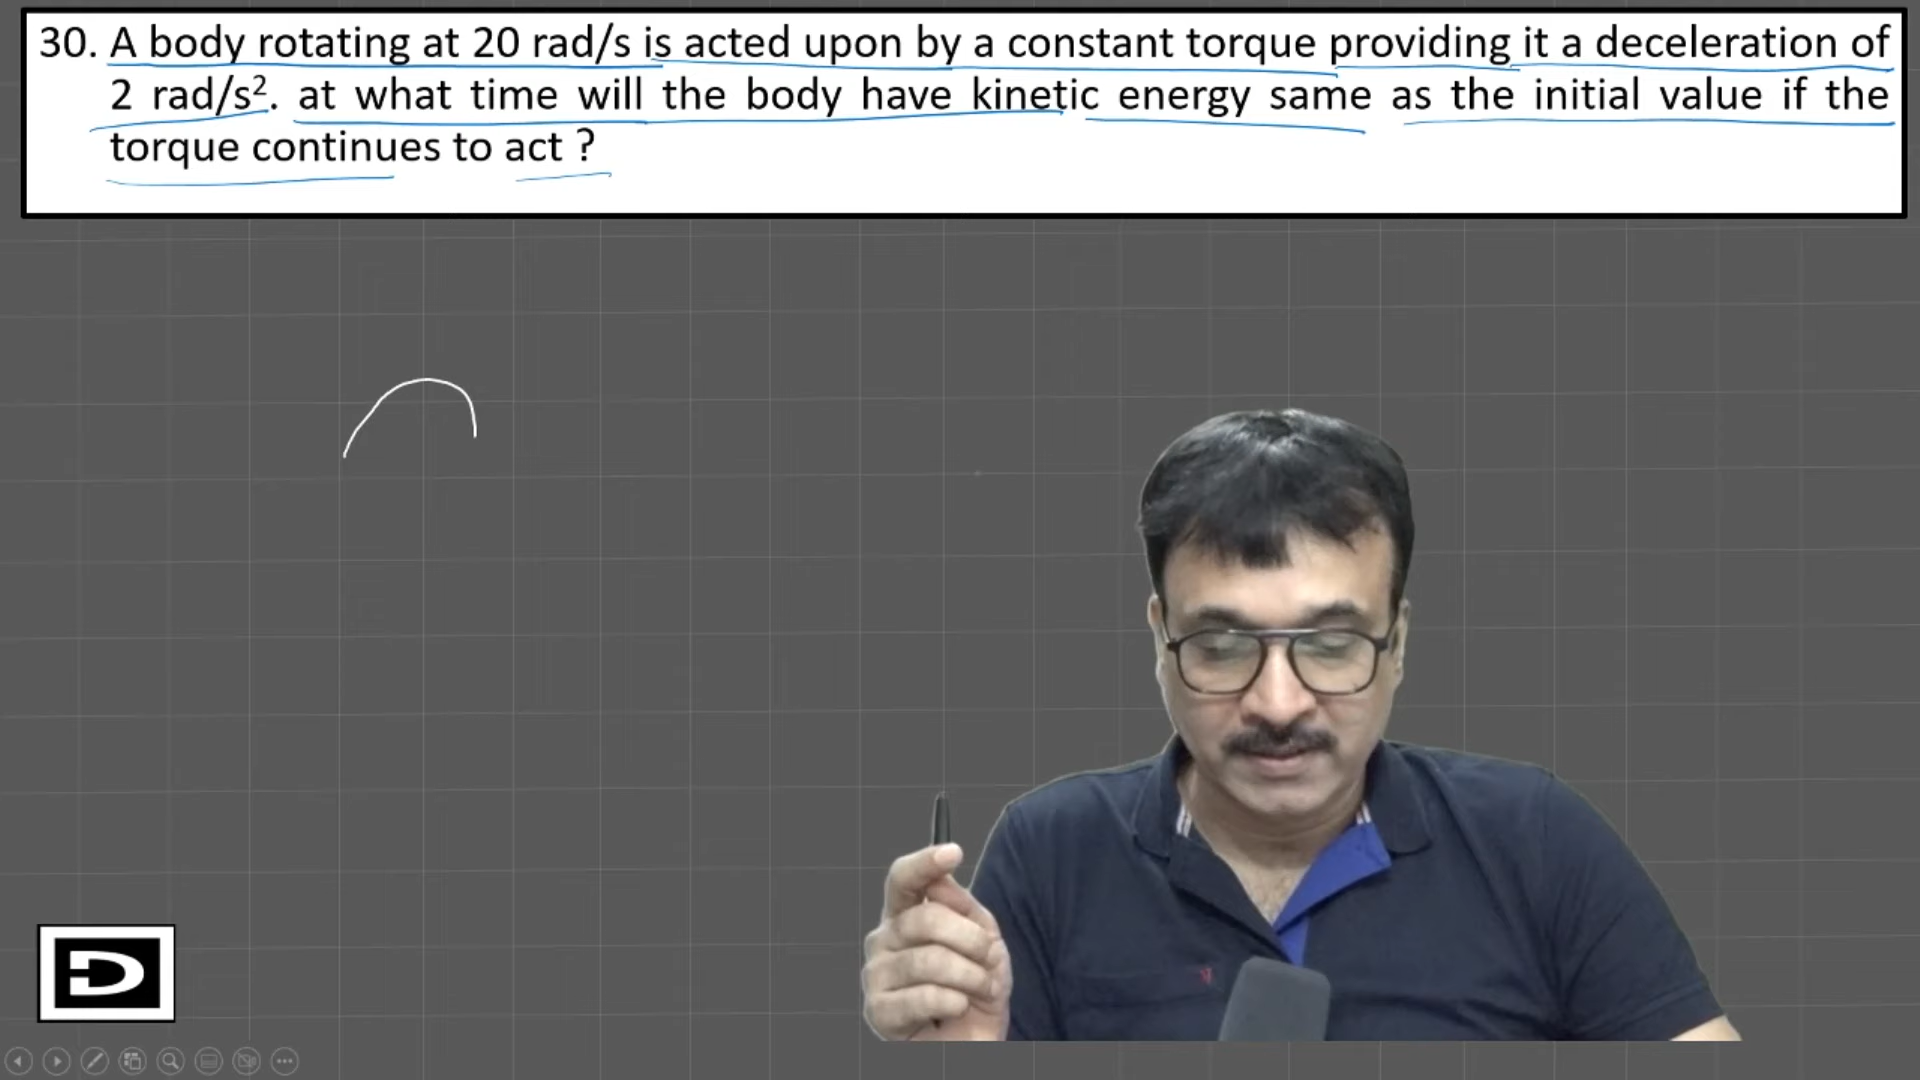 30. A body rotating at 20 rad/s is acted upon by a constant torque providing it a deceleration of
2 rad/s². at what time will the body have kinetic energy same as the initial value if the
torque continues to act ?